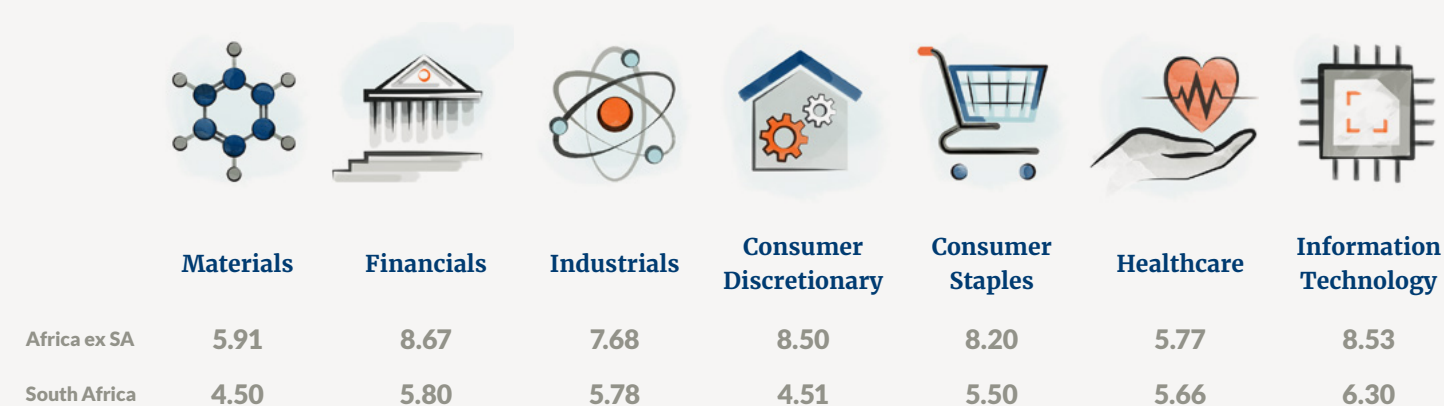 Materials
Financials
Industrials
Consumer
Discretionary
Consumer
Staples
Healthcare
Information
Technology
Africa ex SA 5.91 8.67 7.68 8.50 8.20 5.77 8.53
South Africa 4.50 5.80 5.78 4.51 5.50 5.66 6.30